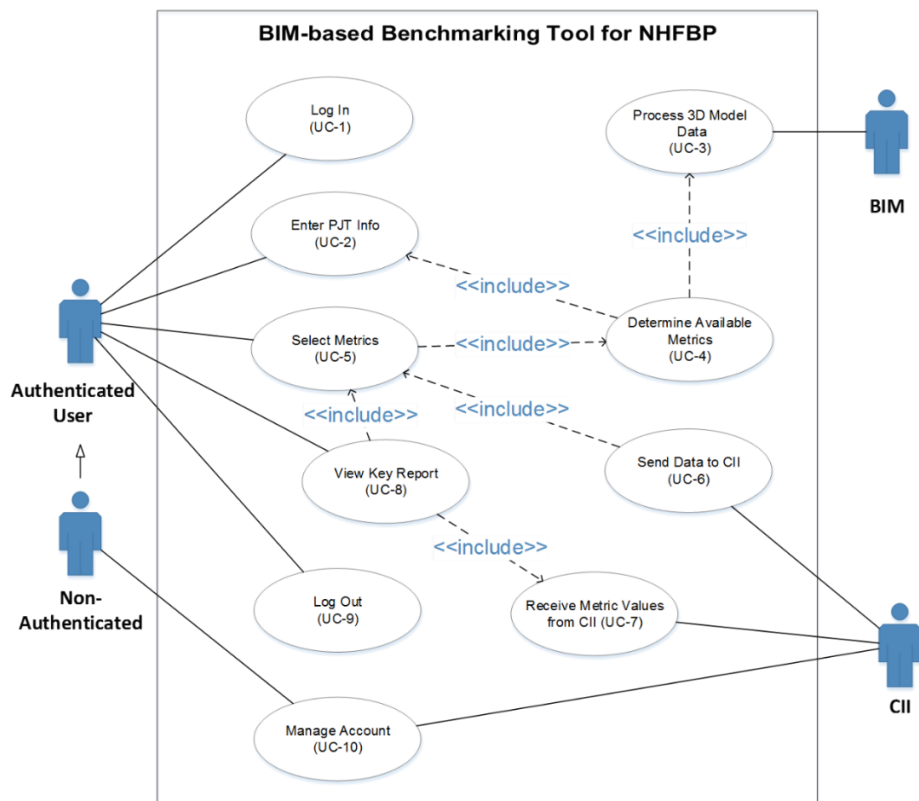 BIM-based Benchmarking Tool for NHFBP
Log In
(UC-1)
Process 3D Model
Data
(UC-3)
BIM
Enter PJT Info
(UC-2)
<<include>>
<<include>>
Select Metrics
(UC-5)
<<include>>
Determine Available
Metrics
(UC-4)
Authenticated
User
<<include>>
<<include>>
View Key Report
(UC-8)
Send Data to CII
(UC-6)
<<include>>
Non-
Authenticated
Log Out
(UC-9)
Receive Metric Values
from CII (UC-7)
CII
Manage Account
(UC-10)